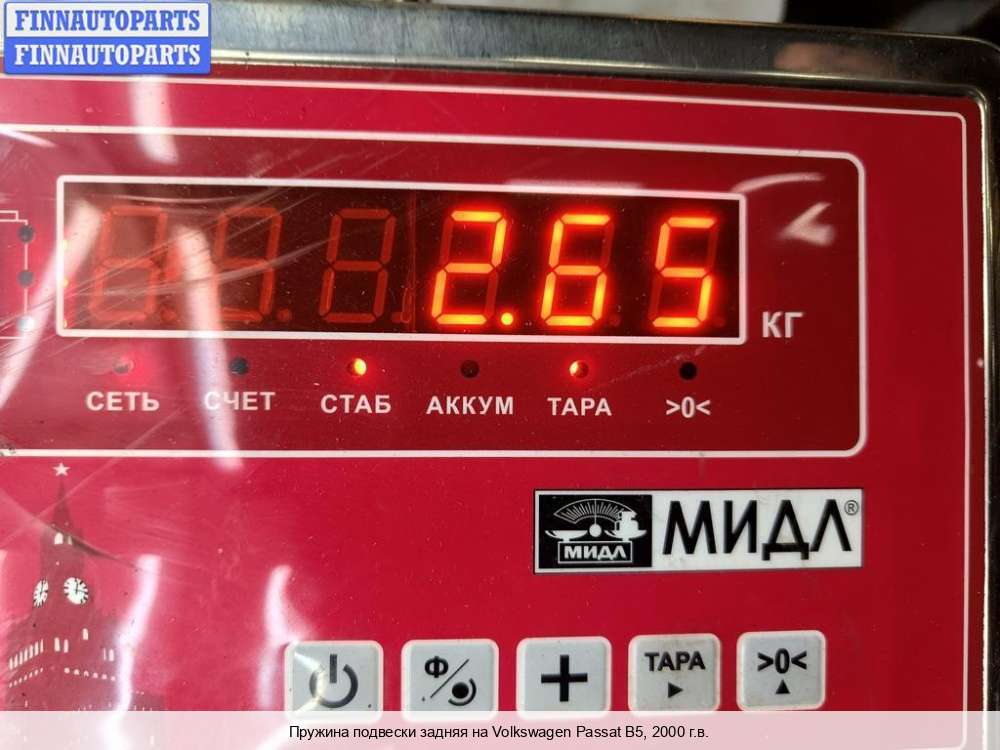 FINNAUTOPARTS
FINNAUTOPARTS
2.65
КГ
СЕТЬ СЧЕТ СТАБ АККУМ ТАРА >0<
МИДЛ МИДЛ®
Ф ТАРА >0<
Пружина подвески задняя на Volkswagen Passat B5, 2000 г.в.